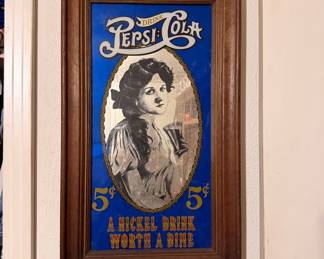 DRINK
PEPSI:COLA
5¢ 5¢
A NICKEL DRINK
WORTH A DIME